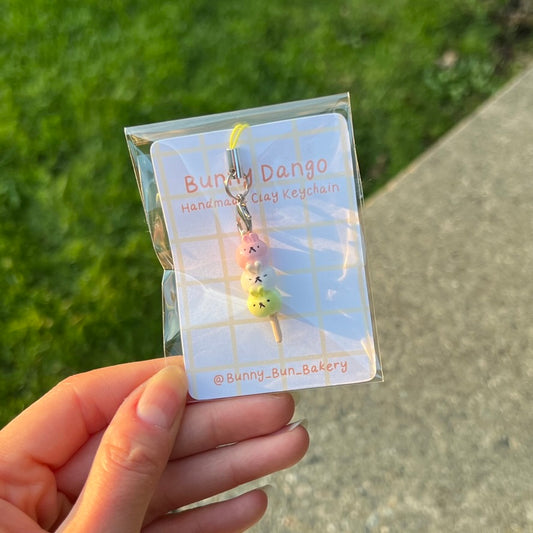 Bunny Dango
Handmade Clay Keychain
@Bunny_Bun_Bakery